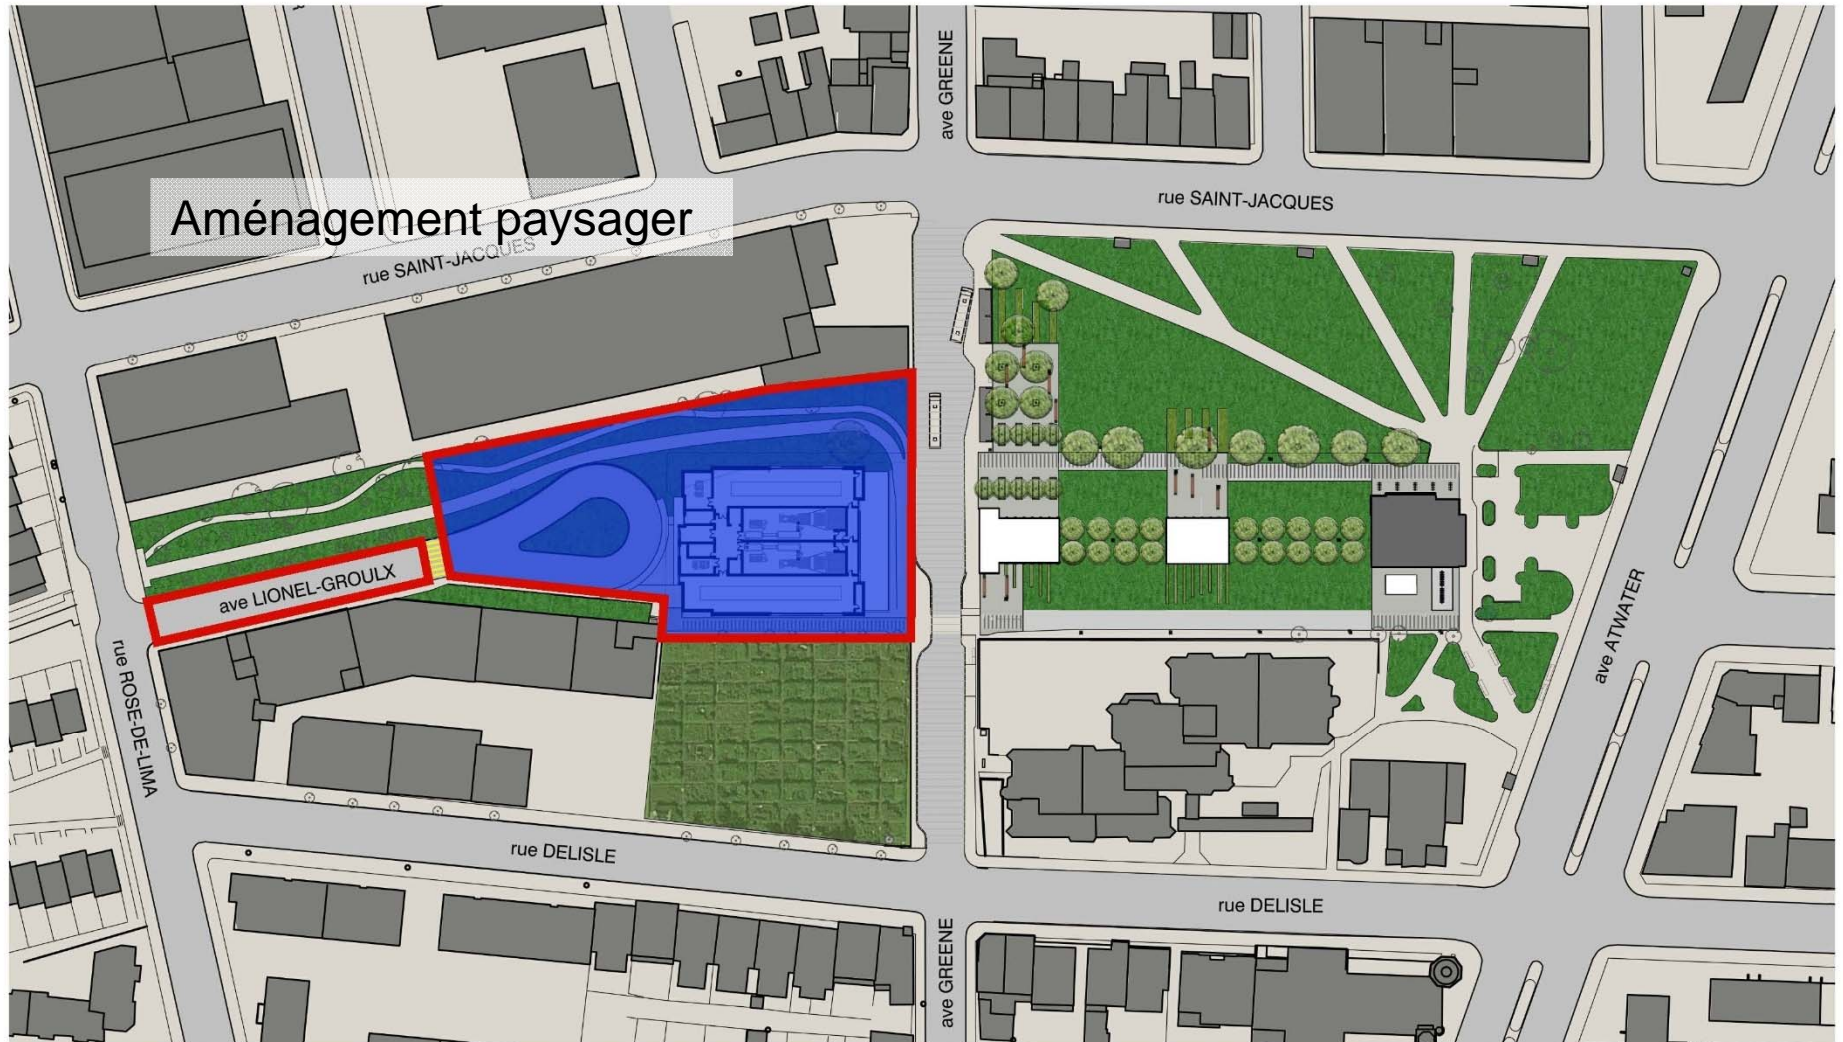 ave GREENE
rue SAINT-JACQUES
Aménagement paysager
rue SAINT-JACQUES
ave LIONEL-GROULX
ave ATWATER
rue ROSE-DE-LIMA
rue DELISLE
rue DELISLE
ave GREENE